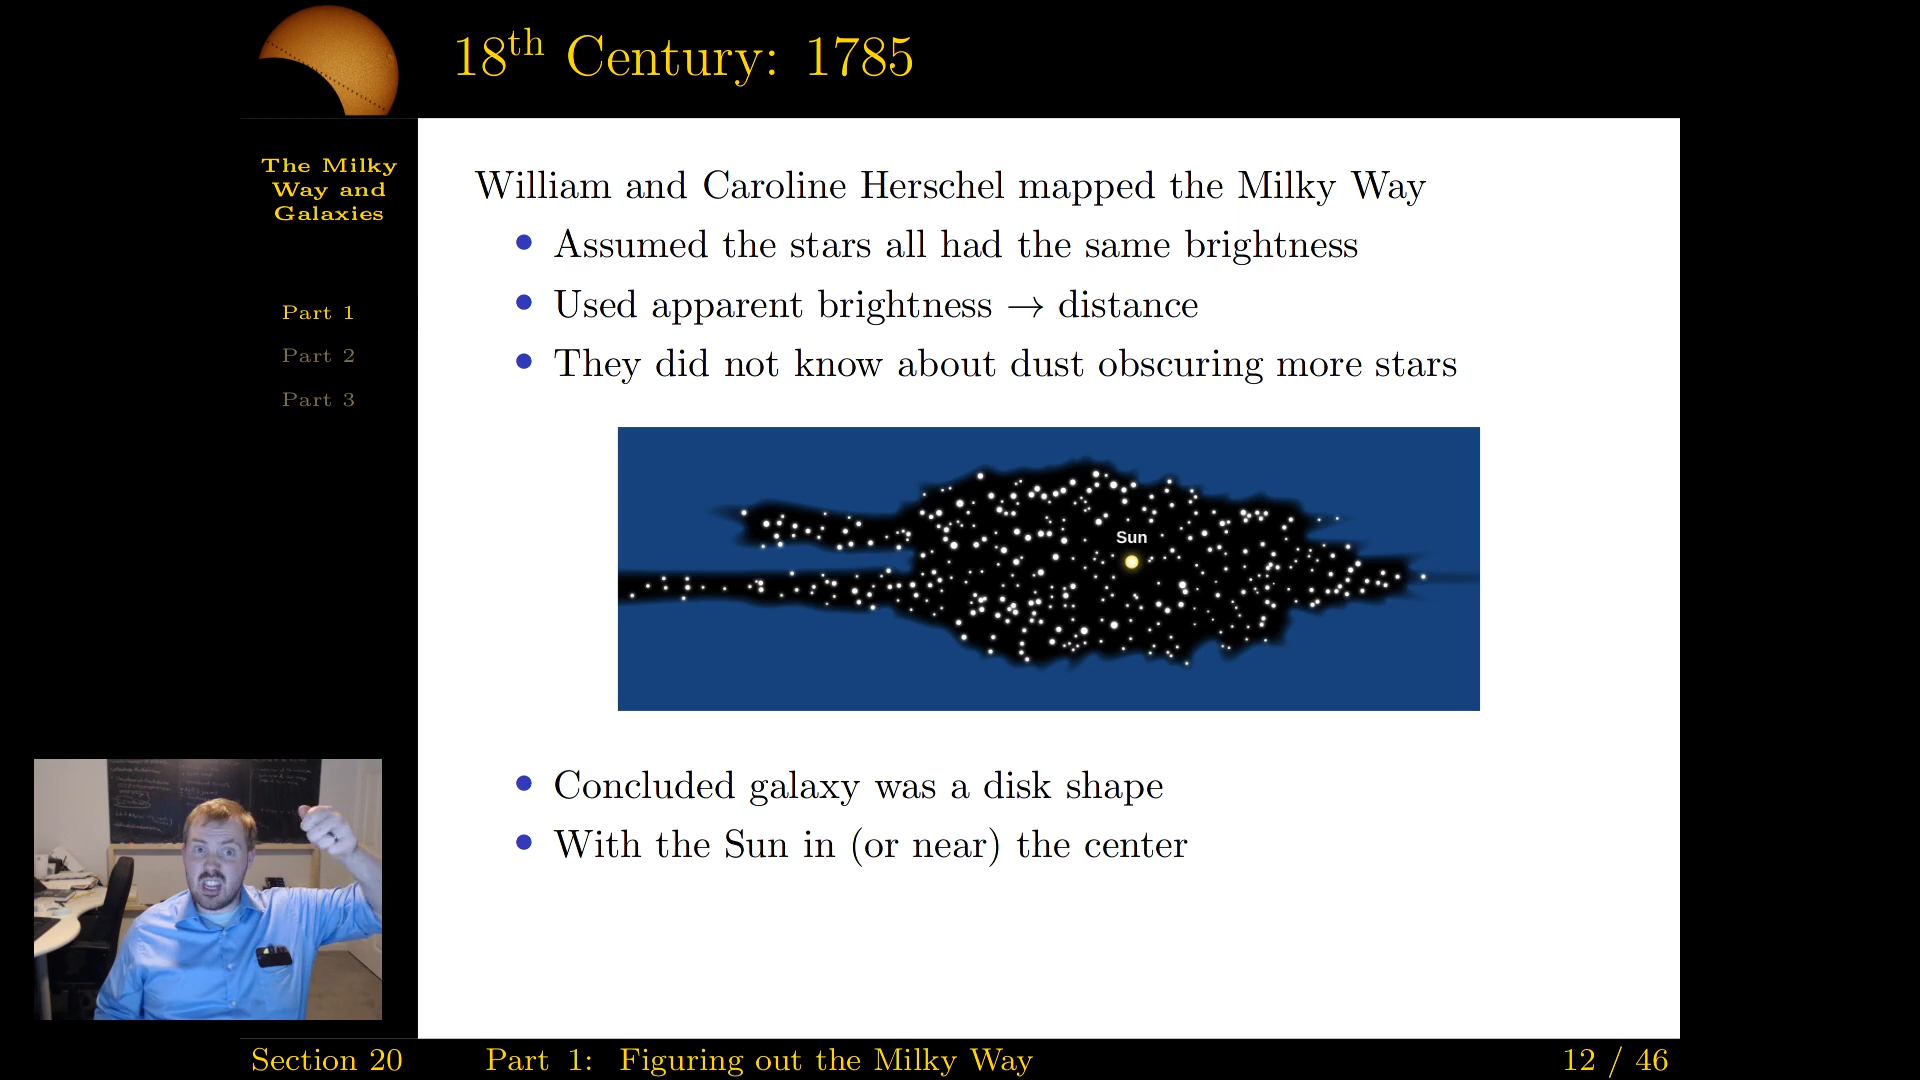 18th Century: 1785
The Milky
Way and
Galaxies
Part 1
Part 2
Part 3
William and Caroline Herschel mapped the Milky Way
• Assumed the stars all had the same brightness
• Used apparent brightness → distance
• They did not know about dust obscuring more stars
Sun
• Concluded galaxy was a disk shape
• With the Sun in (or near) the center
Section 20
Part 1: Figuring out the Milky Way
12 / 46